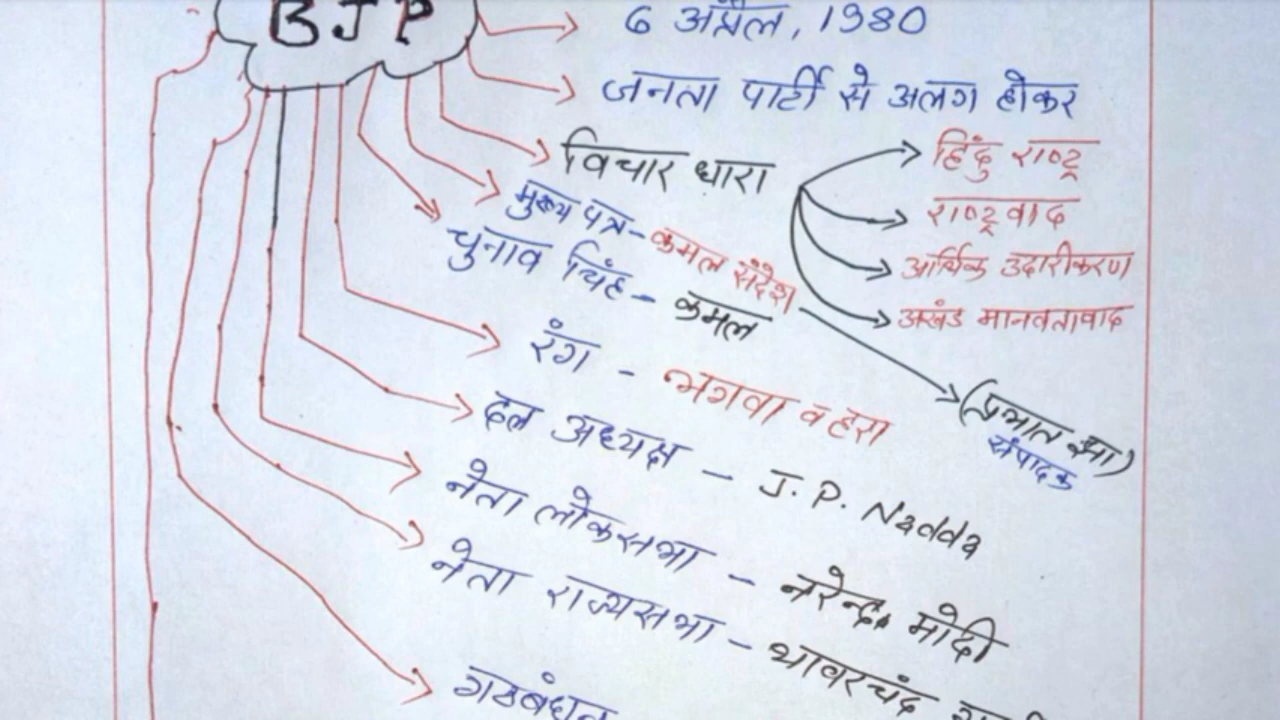 BJP
6 अप्रैल, 1980
जनता पार्टी से अलग होकर
विचार धारा
हिंदु राष्ट्र
राष्ट्रवाद
आर्थिक उदारीकरण
अखंड मानवतावाद
मुख्य पत्र - कमल संदेश
(प्रभात झा)
संपादक
चुनाव चिंह - कमल
रंग - भगवा व हरा
दल अध्यक्ष - J. P. Nadda
नेता लोकसभा - नरेन्द्र मोदी
नेता राज्यसभा - थावरचंद
गठबंधन